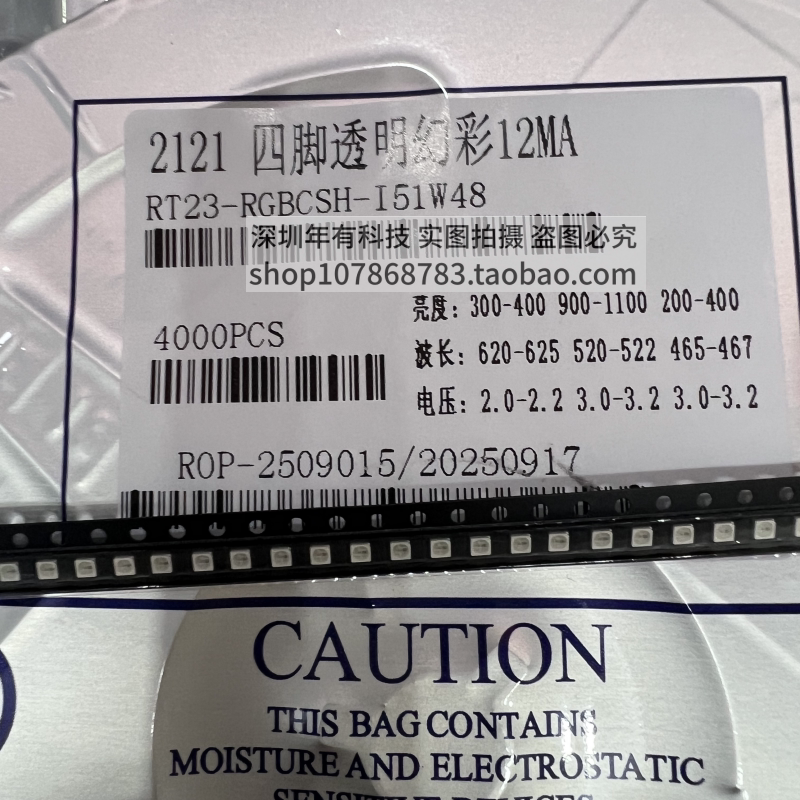 2121 四脚透明幻彩12MA
RT23-RGBCSH-I51W48
深圳年有科技 实图拍摄 盗图必究
shop107868783.taobao.com
亮度: 300-400 900-1100 200-400
4000PCS
波长: 620-625 520-522 465-467
电压: 2.0-2.2 3.0-3.2 3.0-3.2
ROP-2509015/20250917
CAUTION
THIS BAG CONTAINS
MOISTURE AND ELECTROSTATIC
SENSITIVE DEVICES